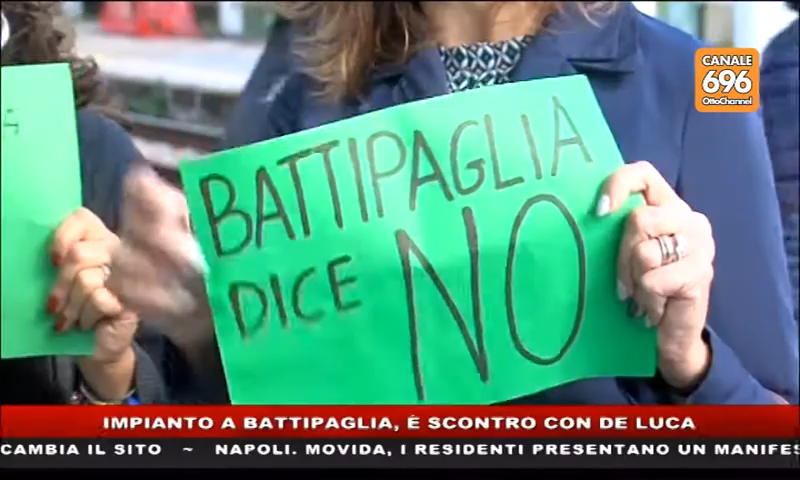 CANALE
696
OttoChannel
BATTIPAGLIA
DICE NO
IMPIANTO A BATTIPAGLIA, È SCONTRO CON DE LUCA
CAMBIA IL SITO ~ NAPOLI. MOVIDA, I RESIDENTI PRESENTANO UN MANIFES